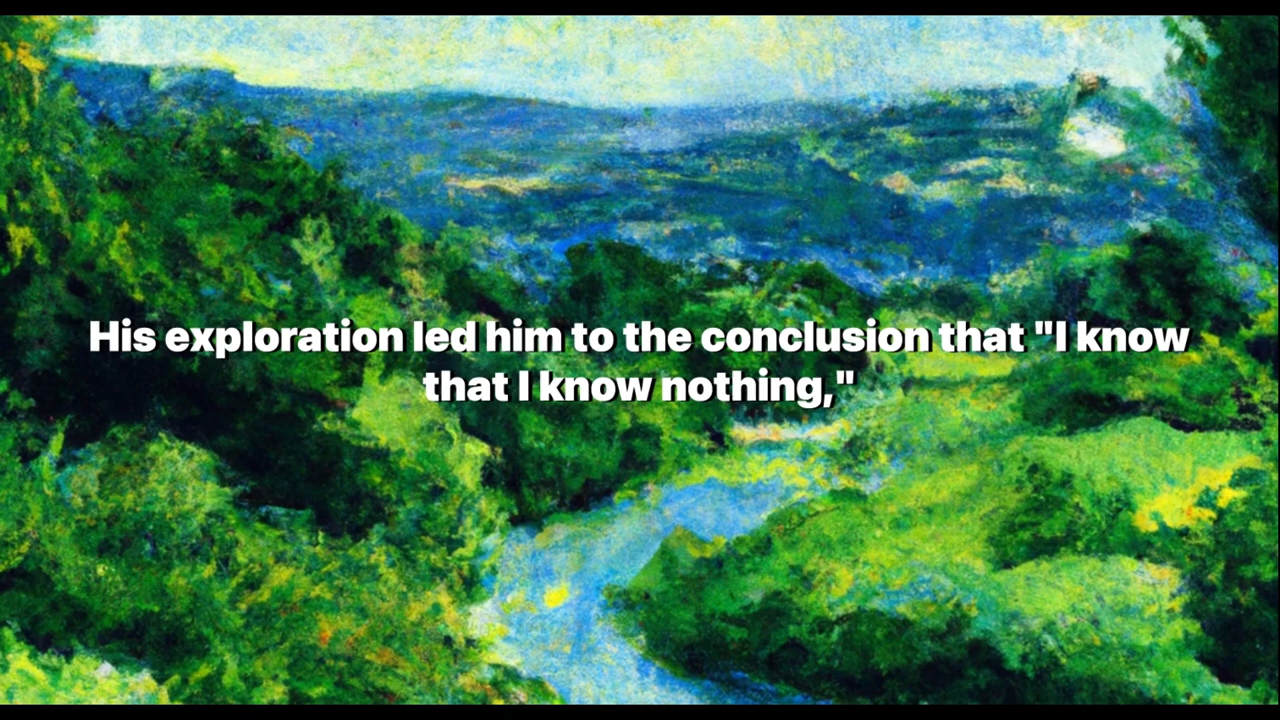 His exploration led him to the conclusion that "I know
that I know nothing,"